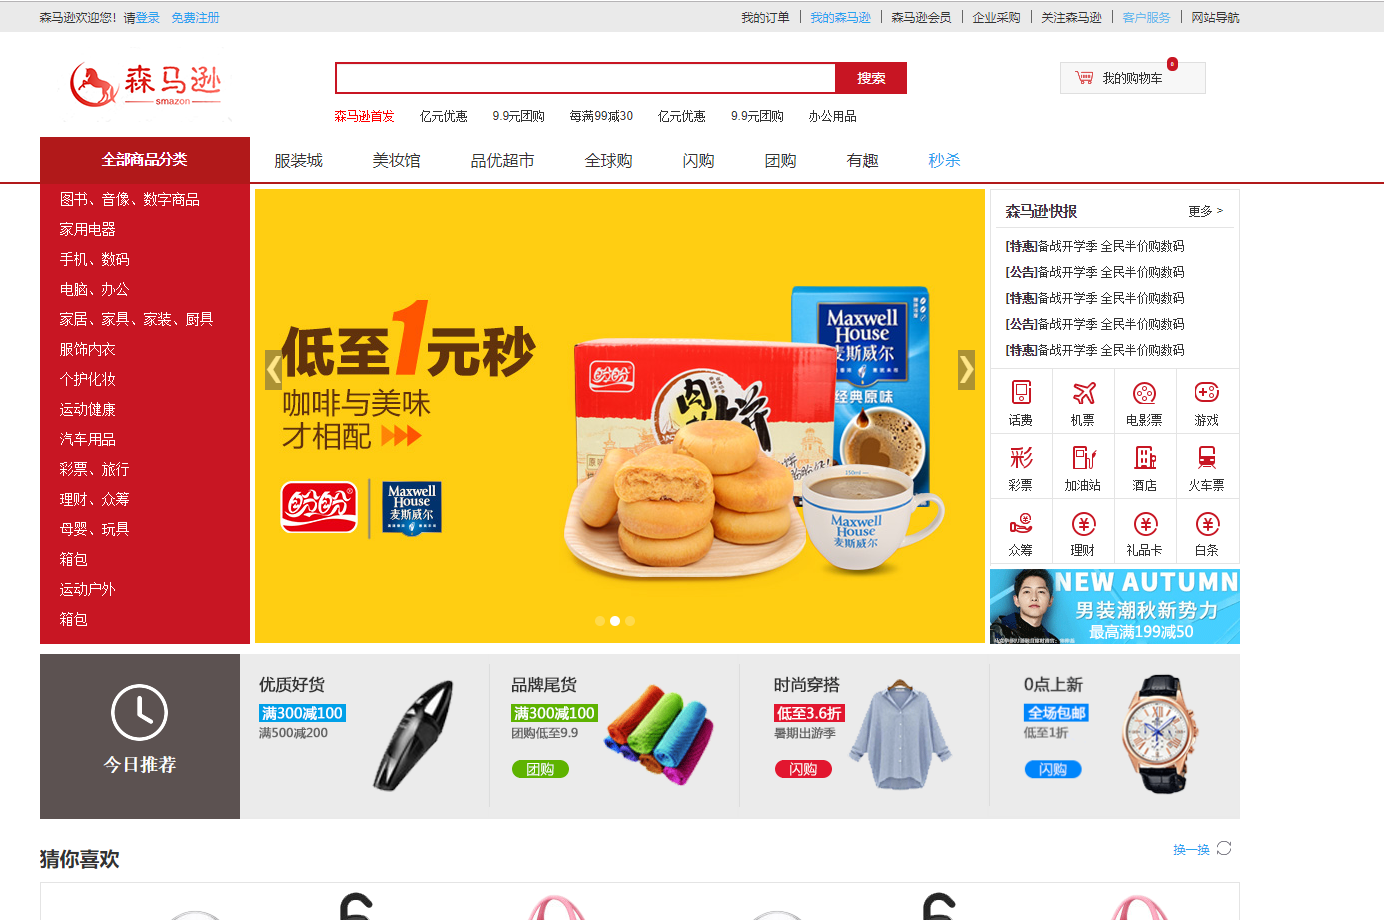 森马逊欢迎您！请登录 免费注册
我的订单 我的森马逊 森马逊会员 企业采购 关注森马逊 客户服务 网站导航
森马逊
smazon
搜索
我的购物车
森马逊首发 亿元优惠 9.9元团购 每满99减30 亿元优惠 9.9元团购 办公用品
全部商品分类
服装城 美妆馆 品优超市 全球购 闪购 团购 有趣 秒杀
图书、音像、数字商品
家用电器
手机、数码
电脑、办公
家居、家具、家装、厨具
服饰内衣
个护化妆
运动健康
汽车用品
彩票、旅行
理财、众筹
母婴、玩具
箱包
运动户外
箱包
低至1元秒
咖啡与美味
才相配
盼盼
Maxwell
House
麦斯威尔
盼盼
Maxwell
House
麦斯威尔
经典原味
Maxwell
House
麦斯威尔
森马逊快报 更多 >
[特惠]备战开学季 全民半价购数码
[公告]备战开学季 全民半价购数码
[特惠]备战开学季 全民半价购数码
[公告]备战开学季 全民半价购数码
[特惠]备战开学季 全民半价购数码
话费 机票 电影票 游戏
彩
彩票 加油站 酒店 火车票
众筹 理财 礼品卡 白条
NEW AUTUMN
男装潮秋新势力
最高满199减50
今日推荐
优质好货
满300减100
满500减200
品牌尾货
满300减100
团购低至9.9
团购
时尚穿搭
低至3.6折
暑期出游季
闪购
0点上新
全场包邮
低至1折
闪购
猜你喜欢
换一换